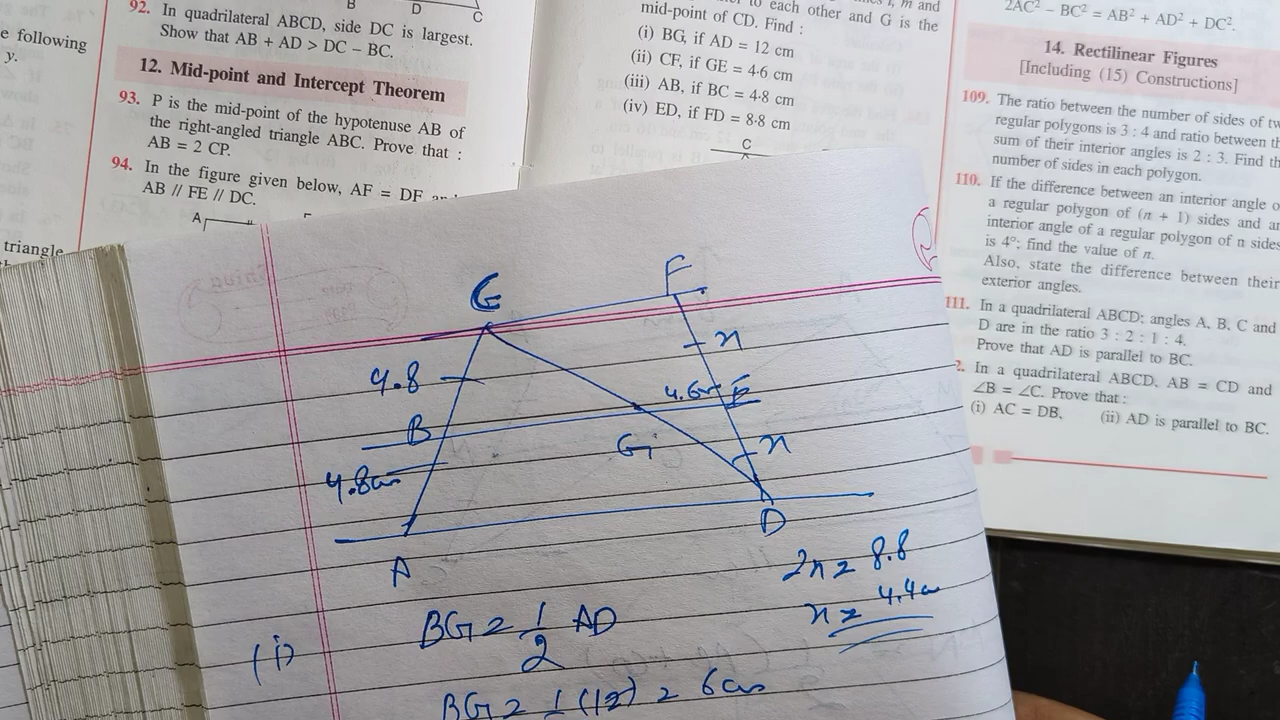 e following
y.
triangle
B
D
C
92. In quadrilateral ABCD, side DC is largest.
Show that AB + AD > DC − BC.
12. Mid-point and Intercept Theorem
93. P is the mid-point of the hypotenuse AB of
the right-angled triangle ABC. Prove that :
AB = 2 CP.
94. In the figure given below, AF = DF
AB // FE // DC.
A
to each other and G is the
mid-point of CD. Find :
(i) BG, if AD = 12 cm
(ii) CF, if GE = 4·6 cm
(iii) AB, if BC = 4·8 cm
(iv) ED, if FD = 8·8 cm
C
2AC² − BC² = AB² + AD² + DC².
14. Rectilinear Figures
[Including (15) Constructions]
109. The ratio between the number of sides of tw
regular polygons is 3 : 4 and ratio between th
sum of their interior angles is 2 : 3. Find th
number of sides in each polygon.
110. If the difference between an interior angle o
a regular polygon of (n + 1) sides and an
interior angle of a regular polygon of n sides
is 4°; find the value of n.
Also, state the difference between their
exterior angles.
111. In a quadrilateral ABCD; angles A, B, C and
D are in the ratio 3 : 2 : 1 : 4.
Prove that AD is parallel to BC.
2. In a quadrilateral ABCD, AB = CD and
∠B = ∠C. Prove that :
(i) AC = DB, (ii) AD is parallel to BC.
C
F
4.8
x
4.6
E
B
G
x
4.8cm
A
D
2x = 8.8
x = 4.4cm
(i) BG = 1/2 AD
BG = 1/2 (12) = 6cm